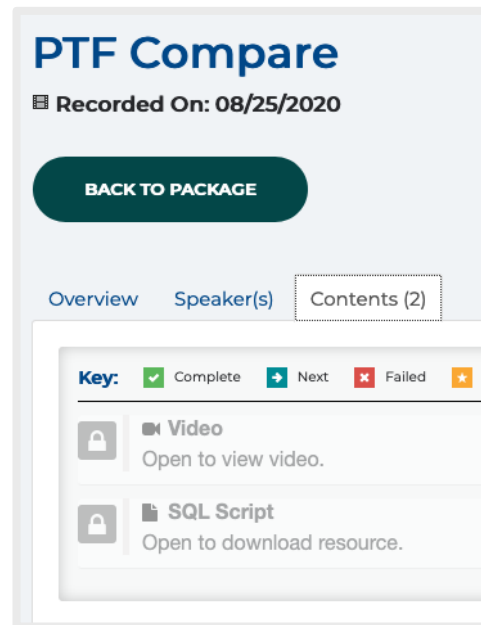 PTF Compare
Recorded On: 08/25/2020
BACK TO PACKAGE
Overview Speaker(s) Contents (2)
Key: Complete Next Failed
Video
Open to view video.
SQL Script
Open to download resource.